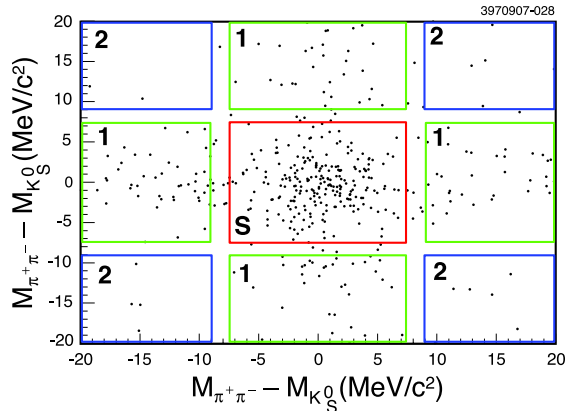 3970907-028
M_{π⁺π⁻} − M_{K_S^0} (MeV/c²)
20
15
10
5
0
-5
-10
-15
-20
2 1 2
1 1
S
2 1 2
-20 -15 -10 -5 0 5 10 15 20
M_{π⁺π⁻} − M_{K_S^0} (MeV/c²)